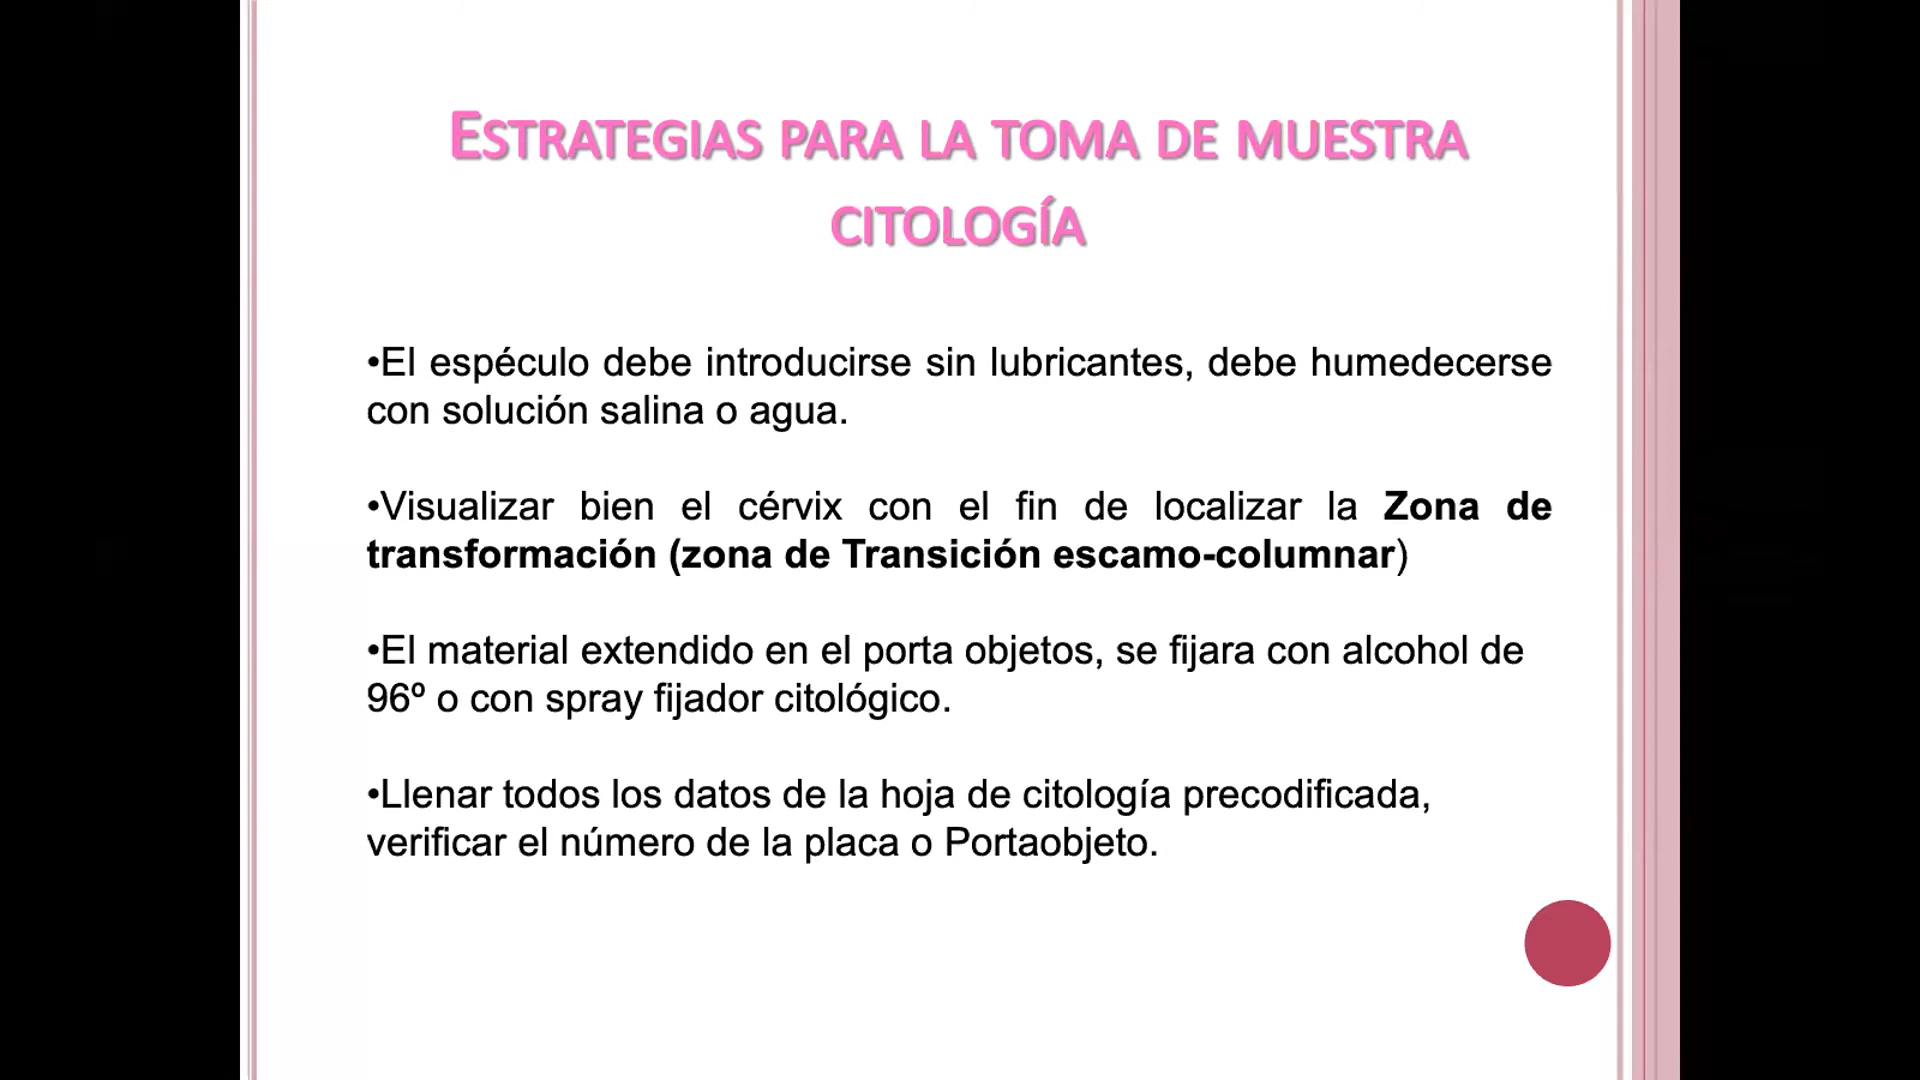 ESTRATEGIAS PARA LA TOMA DE MUESTRA
CITOLOGÍA
•El espéculo debe introducirse sin lubricantes, debe humedecerse
con solución salina o agua.
•Visualizar bien el cérvix con el fin de localizar la Zona de
transformación (zona de Transición escamo-columnar)
•El material extendido en el porta objetos, se fijara con alcohol de
96º o con spray fijador citológico.
•Llenar todos los datos de la hoja de citología precodificada,
verificar el número de la placa o Portaobjeto.